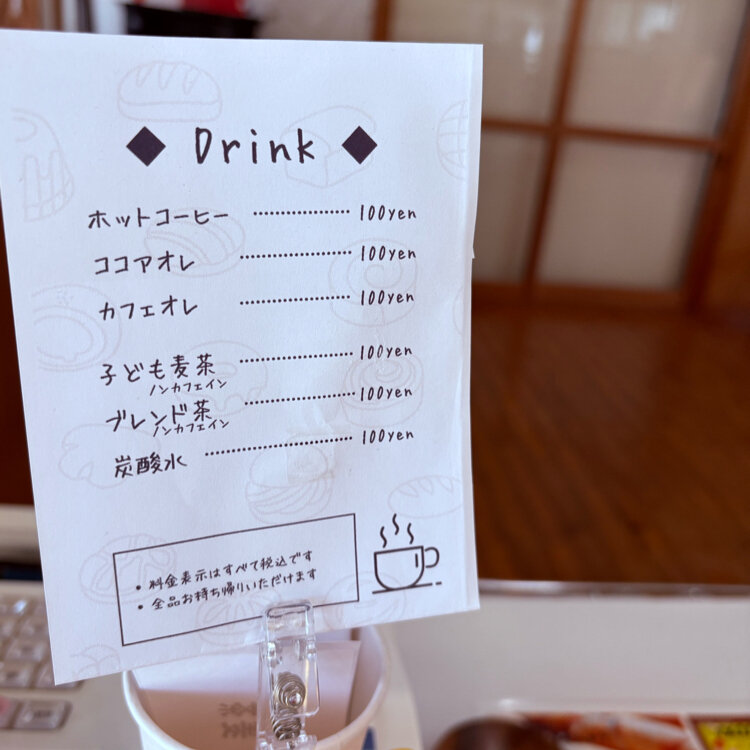 ◆ Drink ◆
ホットコーヒー ………………… 100yen
ココアオレ ………………… 100yen
カフェオレ ………………… 100yen
子ども麦茶 ………………… 100yen
ノンカフェイン
ブレンド茶 ………………… 100yen
ノンカフェイン
炭酸水 ………………… 100yen
• 料金表示はすべて税込です
• 全品お持ち帰りいただけます